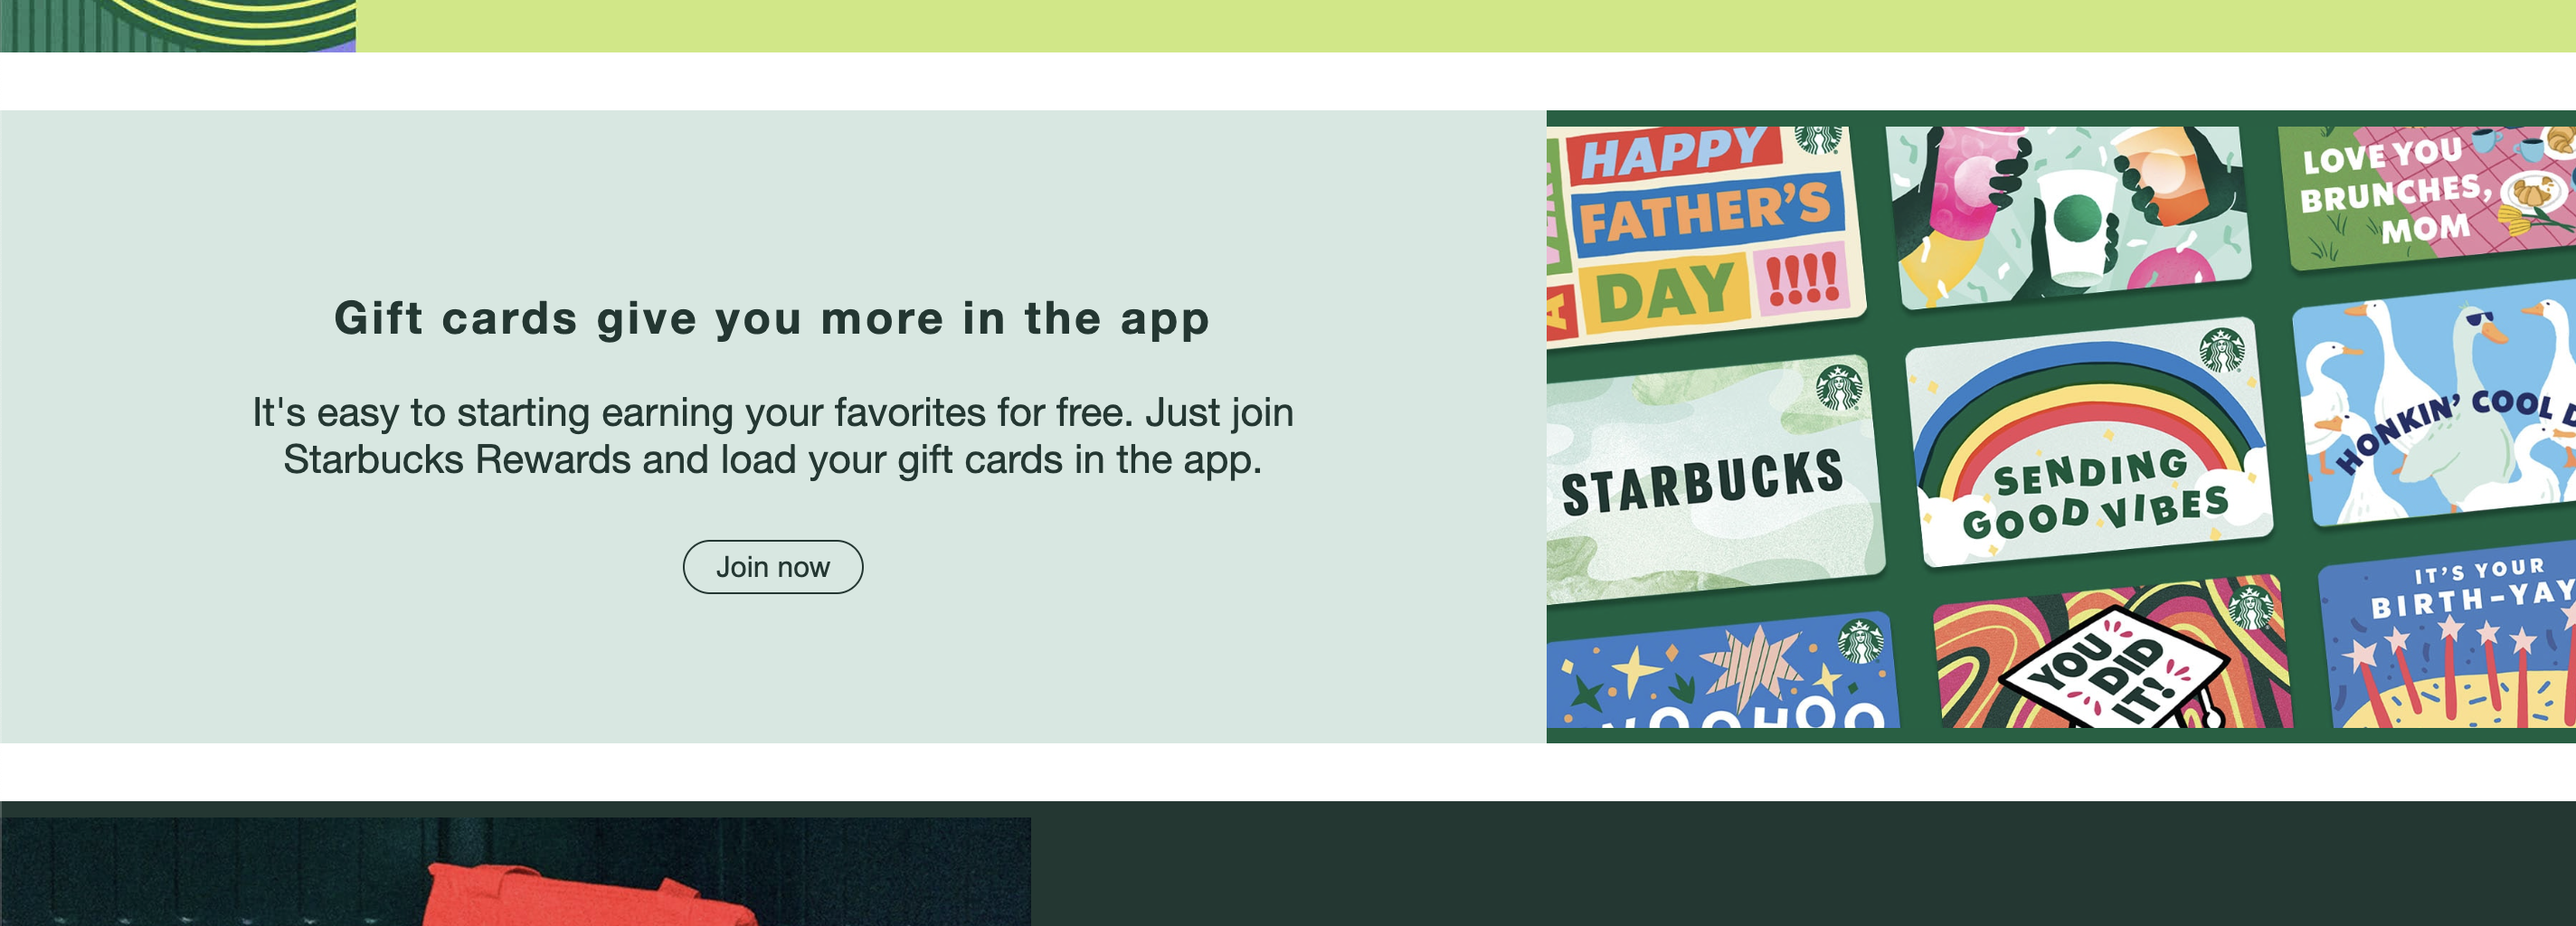 Gift cards give you more in the app
It's easy to starting earning your favorites for free. Just join
Starbucks Rewards and load your gift cards in the app.
Join now
HAPPY
FATHER'S
DAY !!!!
A
LOVE YOU
BRUNCHES,
MOM
STARBUCKS
SENDING
GOOD VIBES
HONKIN' COOL
YOU
DID
IT!
IT'S YOUR
BIRTH-YAY